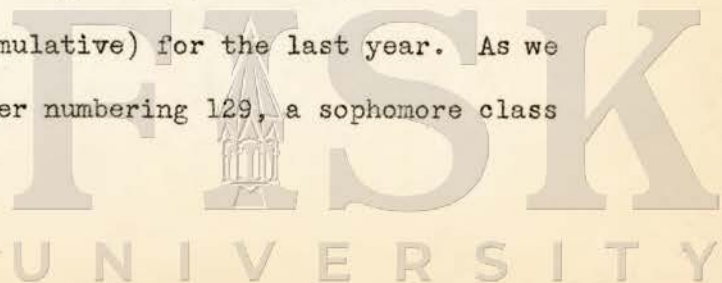 mulative) for the last year. As we
er numbering 129, a sophomore class
FISK
UNIVERSITY